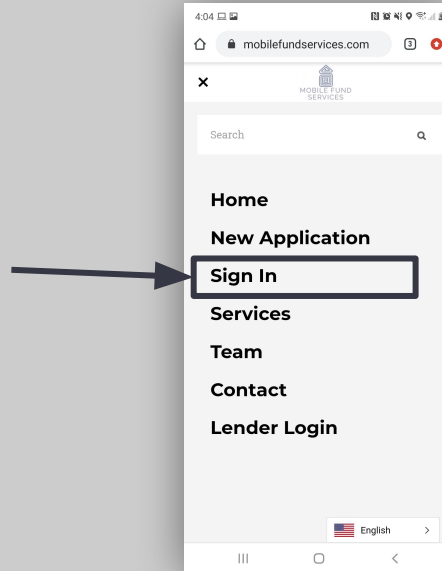 4:04
mobilefundservices.com
3
MOBILE FUND
SERVICES
Search
Home
New Application
Sign In
Services
Team
Contact
Lender Login
English